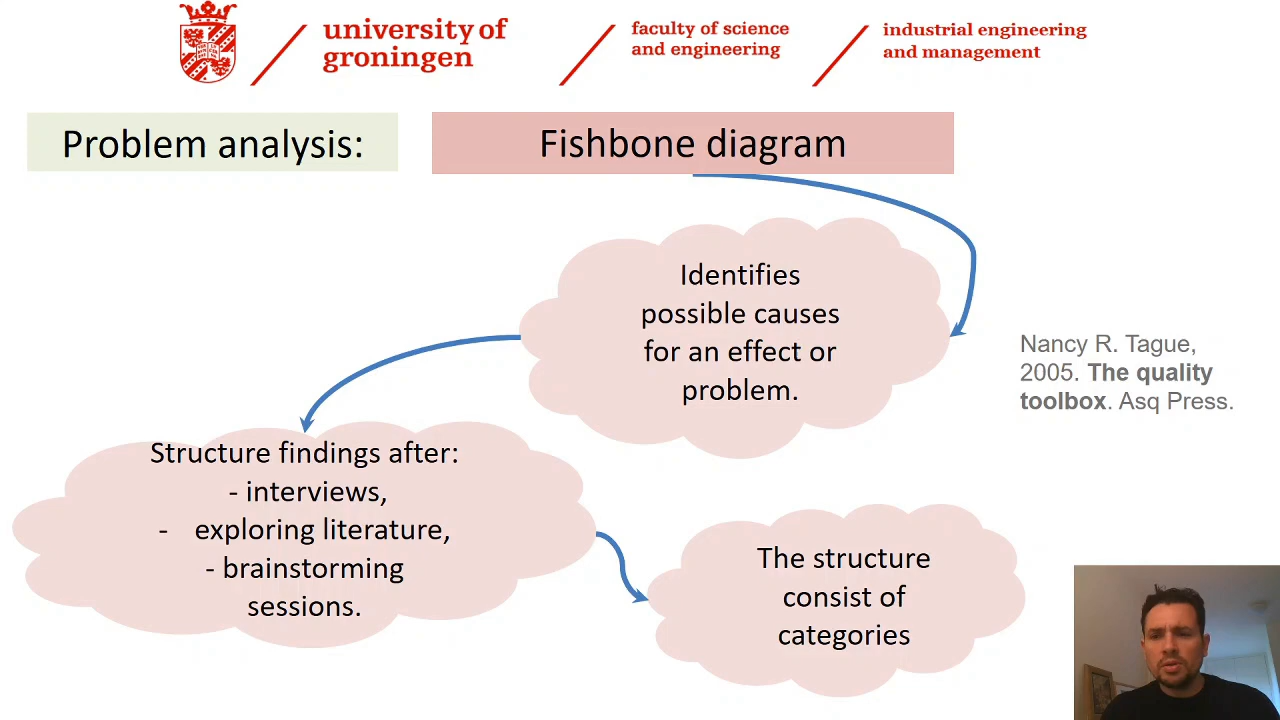 university of
groningen
faculty of science
and engineering
industrial engineering
and management
Problem analysis:
Fishbone diagram
Identifies
possible causes
for an effect or
problem.
Nancy R. Tague,
2005. The quality
toolbox. Asq Press.
Structure findings after:
- interviews,
- exploring literature,
- brainstorming
sessions.
The structure
consist of
categories